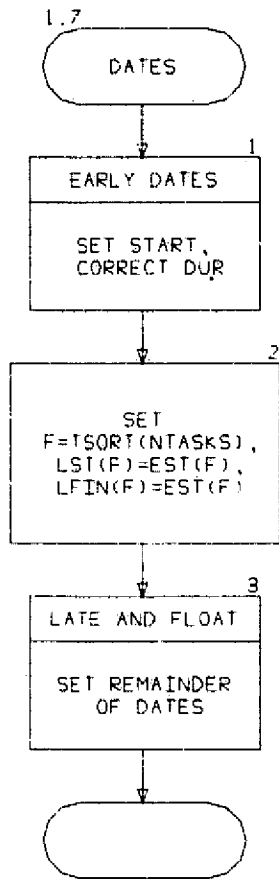 1.7
DATES
1
EARLY DATES
SET START,
CORRECT DUR.
2
SET
F=TSORT(NTASKS),
LST(F)=EST(F),
LFIN(F)=EST(F)
3
LATE AND FLOAT
SET REMAINDER
OF DATES